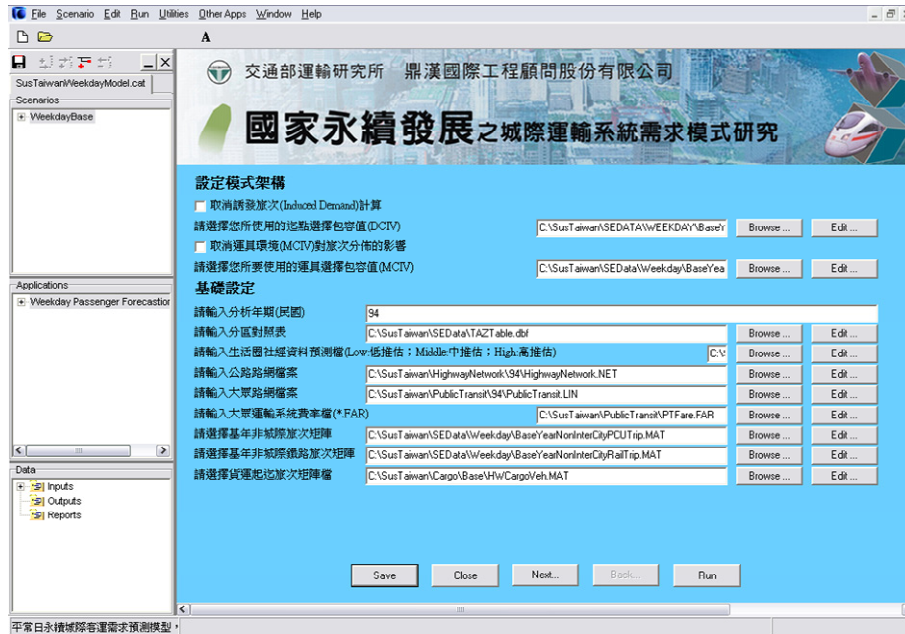 File Scenario Edit Run Utilities Other Apps Window Help
A
SusTaiwanWeekdayModel.cat
Scenarios
WeekdayBase
Applications
Weekday Passenger Forecastior
Data
Inputs
Outputs
Reports
交通部運輸研究所 鼎漢國際工程顧問股份有限公司
國家永續發展之城際運輸系統需求模式研究
設定模式架構
取消誘發旅次(Induced Demand)計算
請選擇您所使用的迄點選擇包容值(DCIV) C:\SusTaiwan\SEDATA\WEEKDAY\BaseY Browse ... Edit ...
取消運具環境(MCIV)對旅次分佈的影響
請選擇您所要使用的運具選擇包容值(MCIV) C:\SusTaiwan\SEData\Weekday\BaseYea Browse ... Edit ...
基礎設定
請輸入分析年期(民國) 94
請輸入分區對照表 C:\SusTaiwan\SEData\TAZTable.dbf Browse ... Edit ...
請輸入生活圈社經資料預測檔(Low:低推估；Middle:中推估；High:高推估) C:\ Browse ... Edit ...
請輸入公路路網檔案 C:\SusTaiwan\HighwayNetwork\94\HighwayNetwork.NET Browse ... Edit ...
請輸入大眾路網檔案 C:\SusTaiwan\PublicTransit\94\PublicTransit.LIN Browse ... Edit ...
請輸入大眾運輸系統費率檔(*.FAR) C:\SusTaiwan\PublicTransit\PTFare.FAR Browse ... Edit ...
請選擇基年非城際旅次矩陣 C:\SusTaiwan\SEData\Weekday\BaseYearNonInterCityPCUTrip.MAT Browse ... Edit ...
請選擇基年非城際鐵路旅次矩陣 C:\SusTaiwan\SEData\Weekday\BaseYearNonInterCityRailTrip.MAT Browse ... Edit ...
請選擇貨運起迄旅次矩陣檔 C:\SusTaiwan\Cargo\Base\HWCargoVeh.MAT Browse ... Edit ...
Save Close Next... Back... Run
平常日永續城際客運需求預測模型，